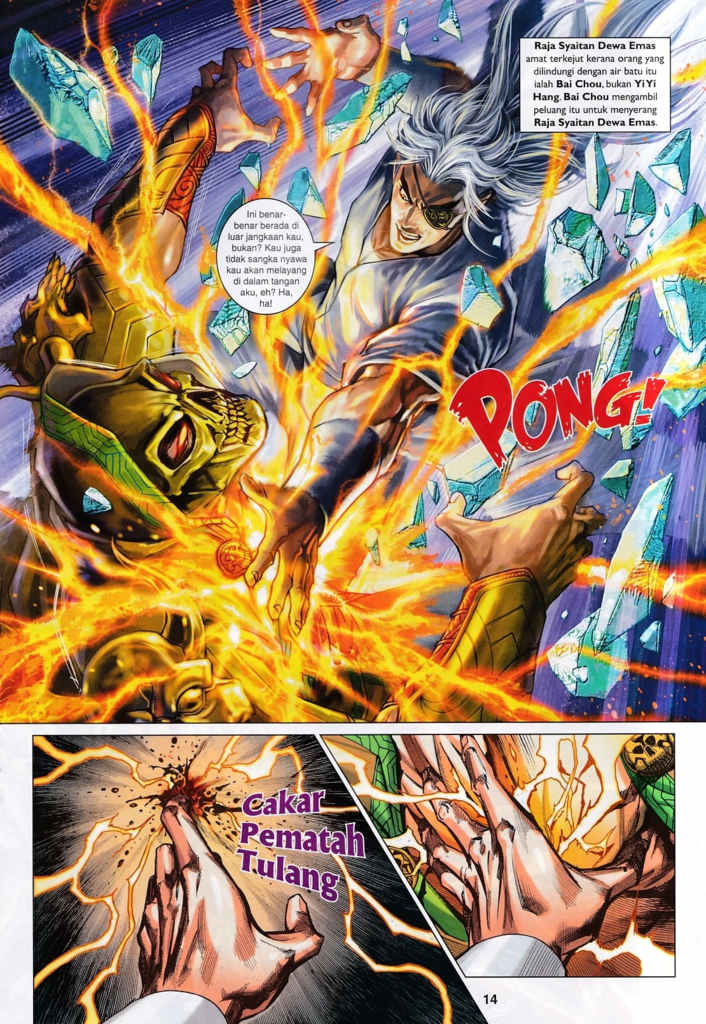 Raja Syaitan Dewa Emas
amat terkejut kerana orang yang
dilindungi dengan air batu itu
ialah Bai Chou, bukan Yi Yi
Hang. Bai Chou mengambil
peluang itu untuk menyerang
Raja Syaitan Dewa Emas.
Ini benar-
benar berada di
luar jangkaan kau,
bukan? Kau juga
tidak sangka nyawa
kau akan melayang
di dalam tangan
aku, eh? Ha,
ha!
PONG!
Cakar
Pematah
Tulang
14